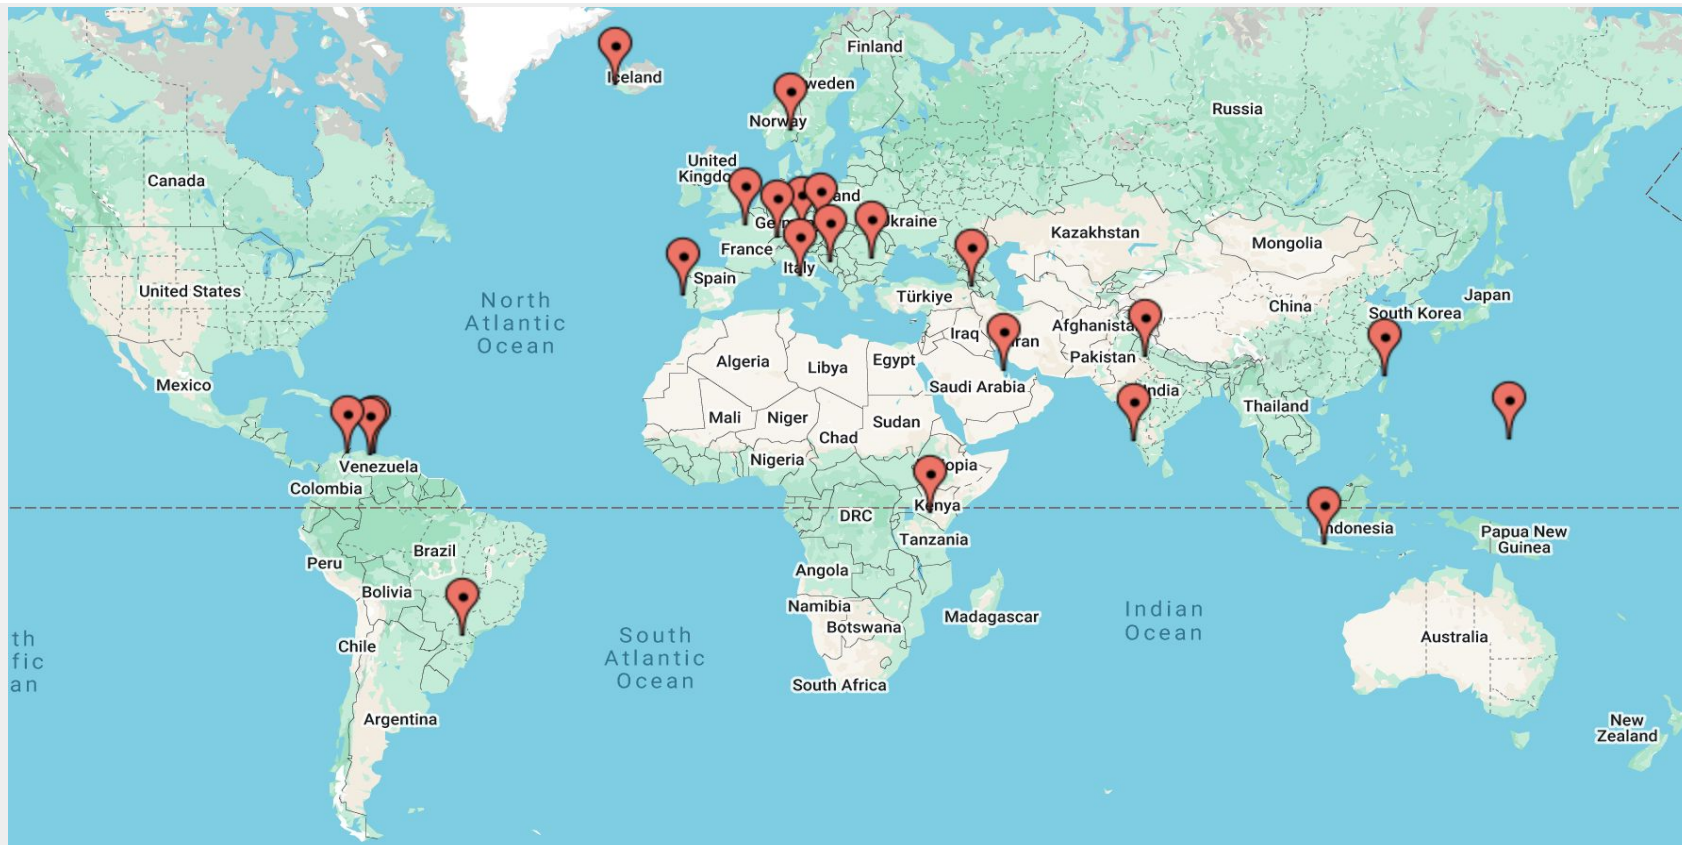 Iceland
Finland
weden
Norway
Russia
Canada
United
Kingdo
and
Ge
kraine
France
Italy
Spain
Kazakhstan
Mongolia
United States
North
Atlantic
Ocean
Türkiye
China
Japan
South Korea
Iraq
ran
Afghanista
Pakistan
Algeria
Libya
Egypt
Saudi Arabia
Mexico
India
Thailand
Mali
Niger
Chad
Sudan
Nigeria
opia
Venezuela
Colombia
Kenya
DRC
Tanzania
ndonesia
Papua New
Guinea
Peru
Brazil
Bolivia
Angola
Namibia
Botswana
Madagascar
Indian
Ocean
th
fic
an
South
Atlantic
Ocean
Chile
Australia
South Africa
Argentina
New
Zealand